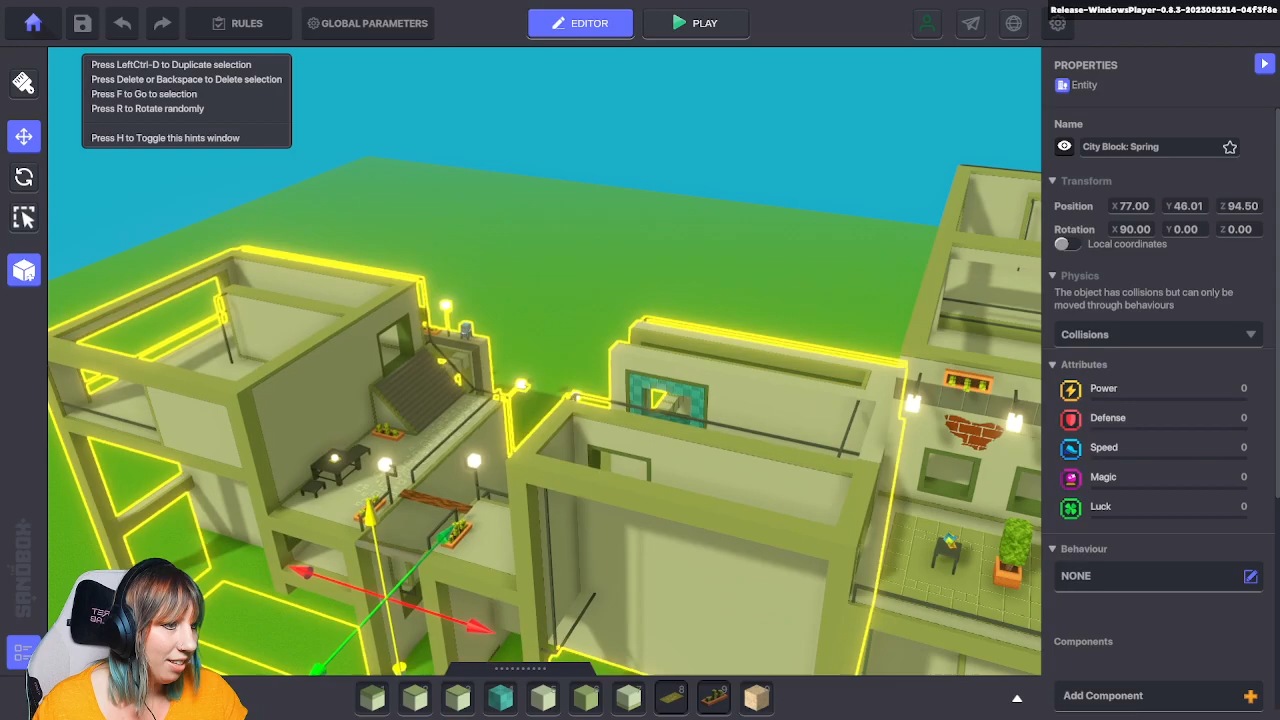 RULES
GLOBAL PARAMETERS
EDITOR
PLAY
Release-WindowsPlayer-0.8.3-2023052314-04f3f8c
Press LeftCtrl-D to Duplicate selection
Press Delete or Backspace to Delete selection
Press F to Go to selection
Press R to Rotate randomly
Press H to Toggle this hints window
PROPERTIES
Entity
Name
City Block: Spring
Transform
Position X 77.00 Y 46.01 Z 94.50
Rotation X 90.00 Y 0.00 Z 0.00
Local coordinates
Physics
The object has collisions but can only be
moved through behaviours
Collisions
Attributes
Power 0
Defense 0
Speed 0
Magic 0
Luck 0
Behaviour
NONE
Components
Add Component
SANDBOX
8
9